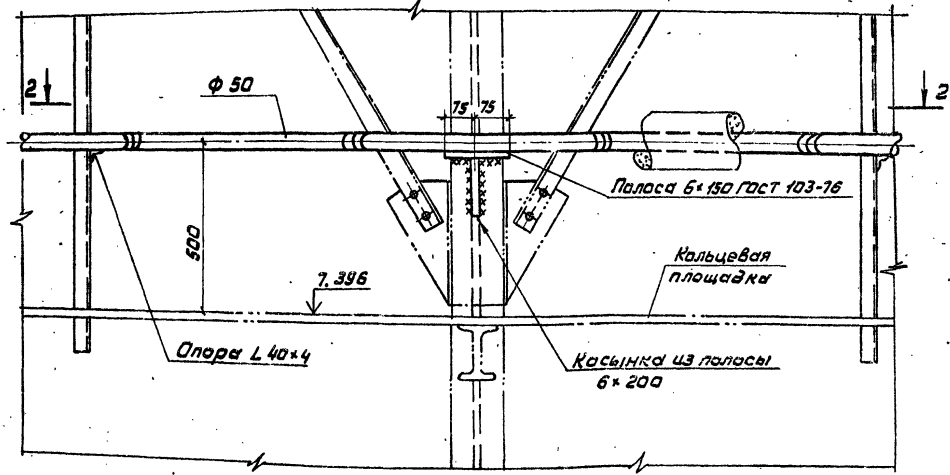 2
Ф 50
75 75
2
Полоса 6×150 ГОСТ 103-76
500
7.396
Кольцевая
площадка
Опора L 40×4
Косынка из полосы
6×200